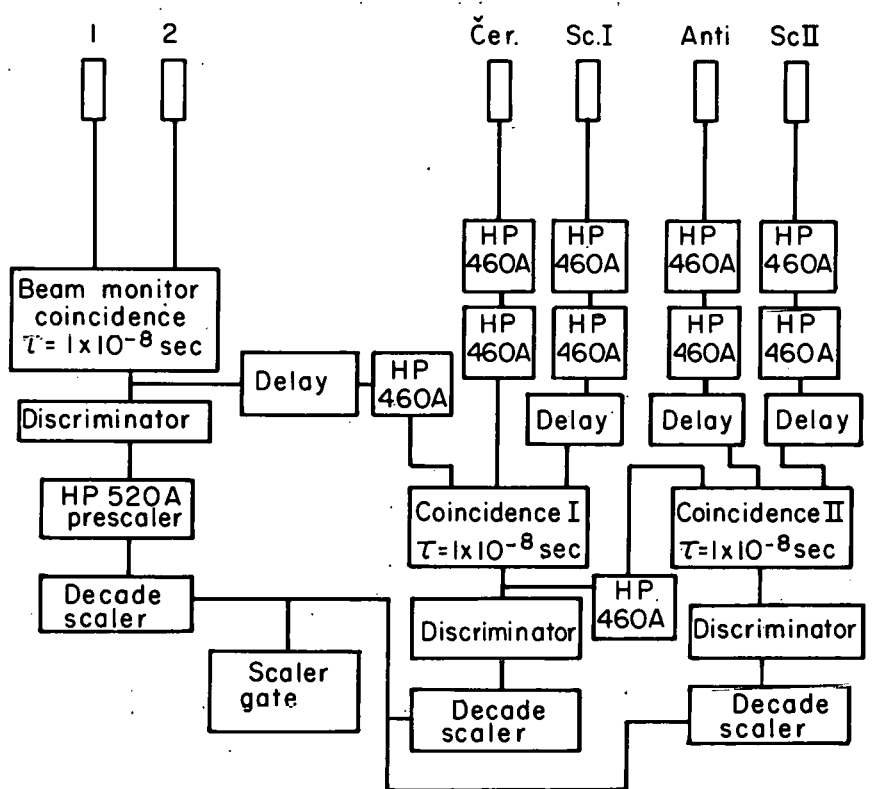 1 2 Čer. Sc.I Anti ScII
HP
460A
HP
460A
HP
460A
HP
460A
Beam monitor
coincidence
τ = 1x10⁻⁸ sec
HP
460A
HP
460A
HP
460A
HP
460A
Delay
HP
460A
Discriminator
Delay
Delay
Delay
HP 520A
prescaler
Coincidence I
τ = 1x10⁻⁸ sec
Coincidence II
τ = 1x10⁻⁸ sec
Decade
scaler
HP
460A
Discriminator
Discriminator
Scaler
gate
Decade
scaler
Decade
scaler